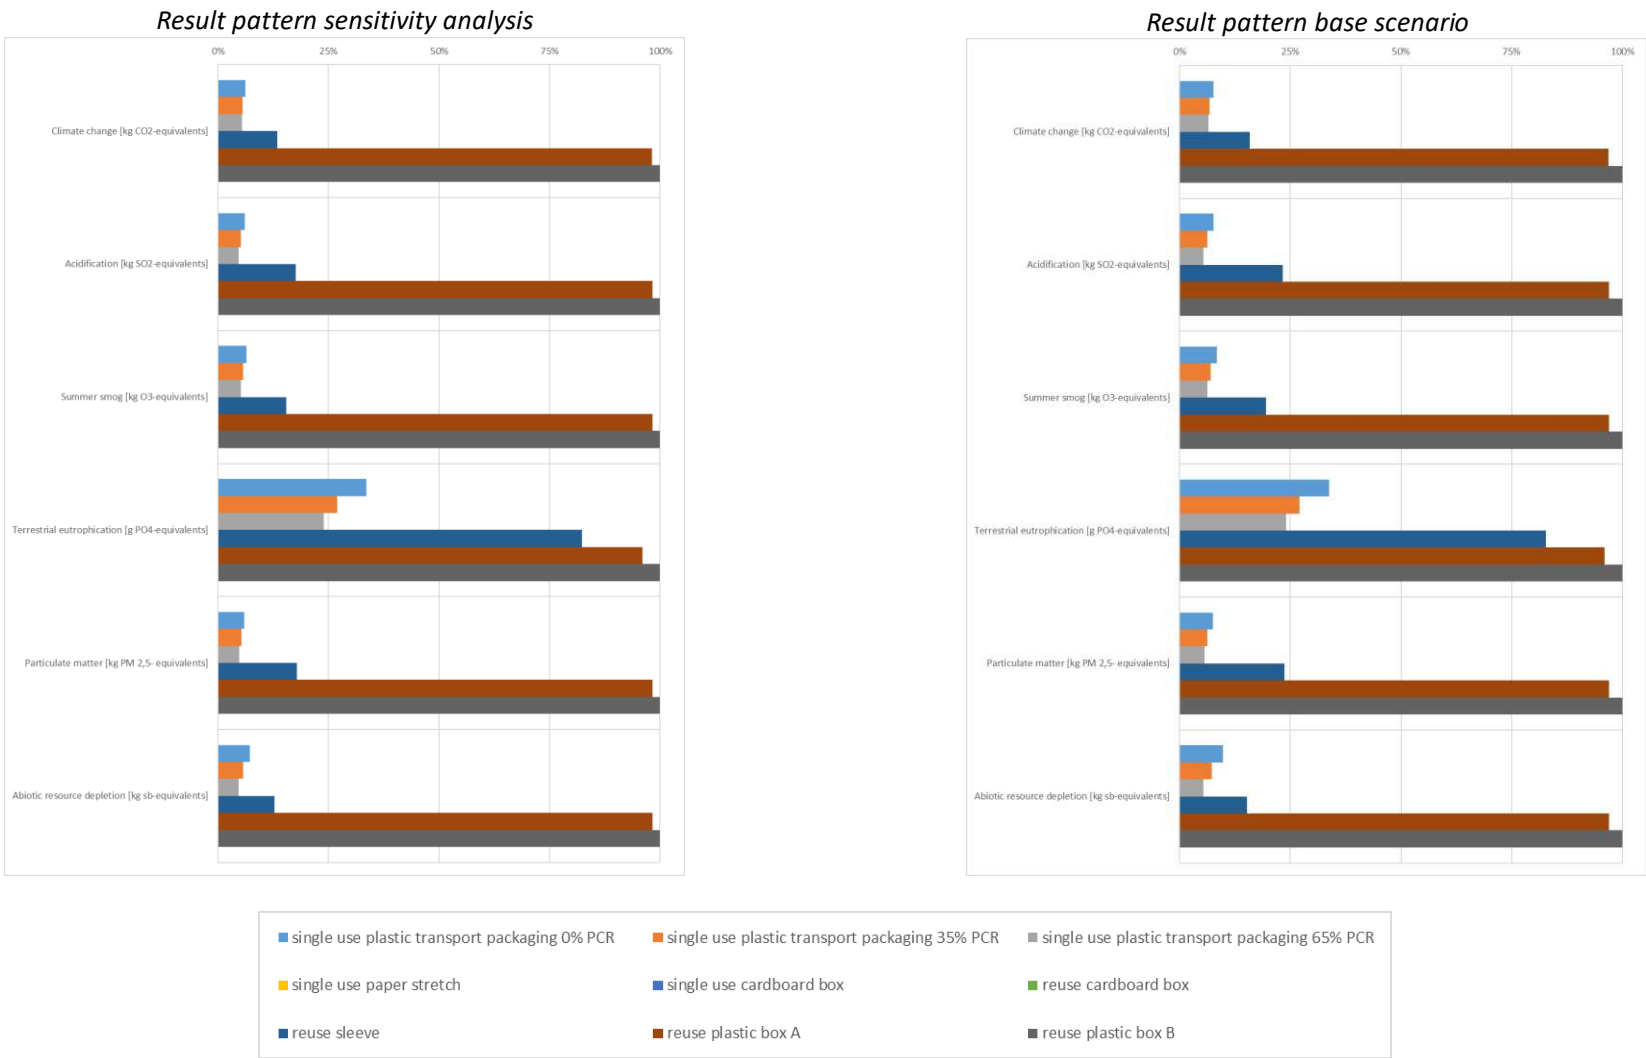 Result pattern sensitivity analysis
0% 25% 50% 75% 100%
Climate change [kg CO2-equivalents]
Acidification [kg SO2-equivalents]
Summer smog [kg O3-equivalents]
Terrestrial eutrophication [g PO4-equivalents]
Particulate matter [kg PM 2,5- equivalents]
Abiotic resource depletion [kg sb-equivalents]
Result pattern base scenario
0% 25% 50% 75% 100%
Climate change [kg CO2-equivalents]
Acidification [kg SO2-equivalents]
Summer smog [kg O3-equivalents]
Terrestrial eutrophication [g PO4-equivalents]
Particulate matter [kg PM 2,5- equivalents]
Abiotic resource depletion [kg sb-equivalents]
single use plastic transport packaging 0% PCR single use plastic transport packaging 35% PCR single use plastic transport packaging 65% PCR
single use paper stretch single use cardboard box reuse cardboard box
reuse sleeve reuse plastic box A reuse plastic box B